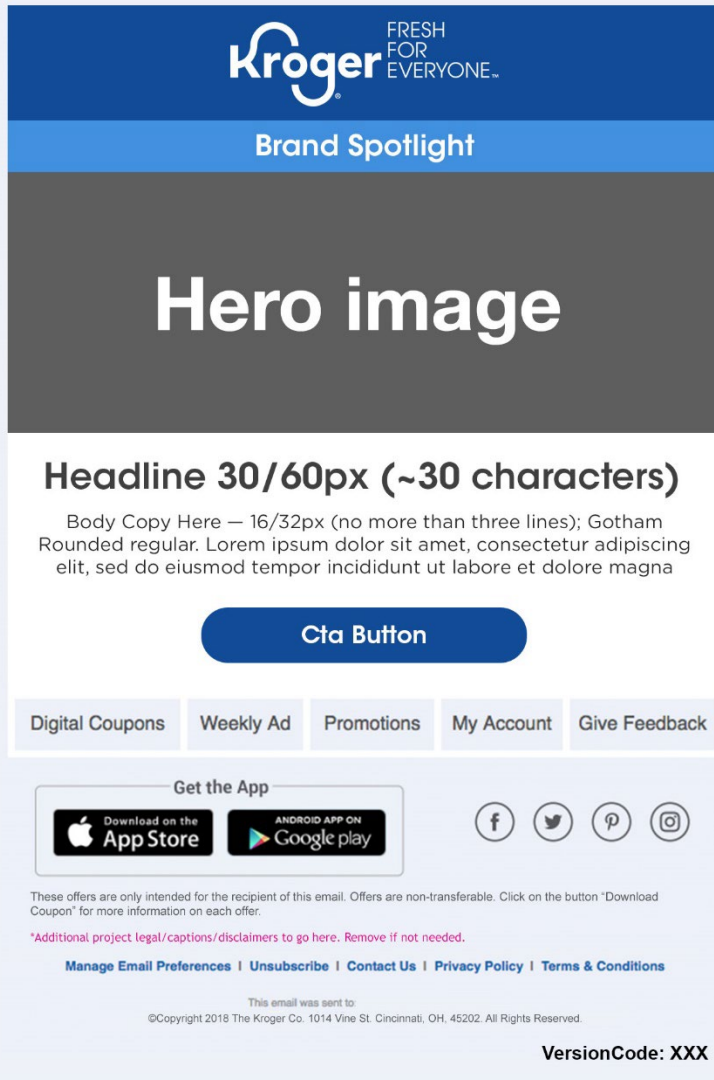 Kroger
FRESH
FOR
EVERYONE™
Brand Spotlight
Hero image
Headline 30/60px (~30 characters)
Body Copy Here — 16/32px (no more than three lines); Gotham
Rounded regular. Lorem ipsum dolor sit amet, consectetur adipiscing
elit, sed do eiusmod tempor incididunt ut labore et dolore magna
Cta Button
Digital Coupons Weekly Ad Promotions My Account Give Feedback
Get the App
Download on the
App Store
ANDROID APP ON
Google play
These offers are only intended for the recipient of this email. Offers are non-transferable. Click on the button “Download
Coupon” for more information on each offer.
*Additional project legal/captions/disclaimers to go here. Remove if not needed.
Manage Email Preferences | Unsubscribe | Contact Us | Privacy Policy | Terms & Conditions
This email was sent to:
©Copyright 2018 The Kroger Co. 1014 Vine St. Cincinnati, OH, 45202. All Rights Reserved.
VersionCode: XXX